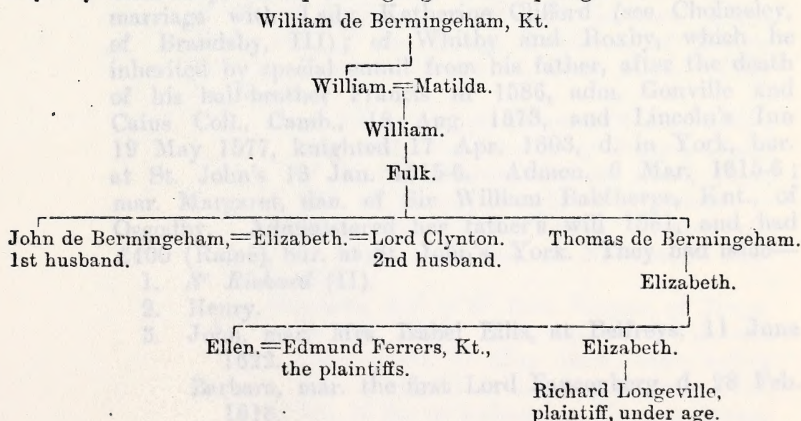 William de Bermingeham, Kt.
William.=Matilda.
William.
Fulk.
John de Bermingeham,=Elizabeth.=Lord Clynton. Thomas de Bermingeham.
1st husband. 2nd husband.
Elizabeth.
Ellen.=Edmund Ferrers, Kt., Elizabeth.
the plaintiffs.
Richard Longeville,
plaintiff, under age.